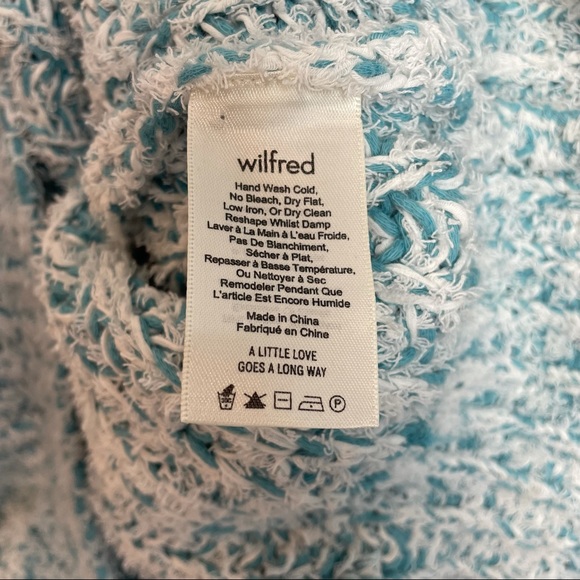 wilfred
Hand Wash Cold,
No Bleach, Dry Flat,
Low Iron, Or Dry Clean
Reshape Whilst Damp
Laver à La Main à L'eau Froide,
Pas De Blanchiment,
Sécher à Plat,
Repasser à Basse Température,
Ou Nettoyer à Sec
Remodeler Pendant Que
L'article Est Encore Humide
Made in China
Fabriqué en China
A LITTLE LOVE
GOES A LONG WAY
P